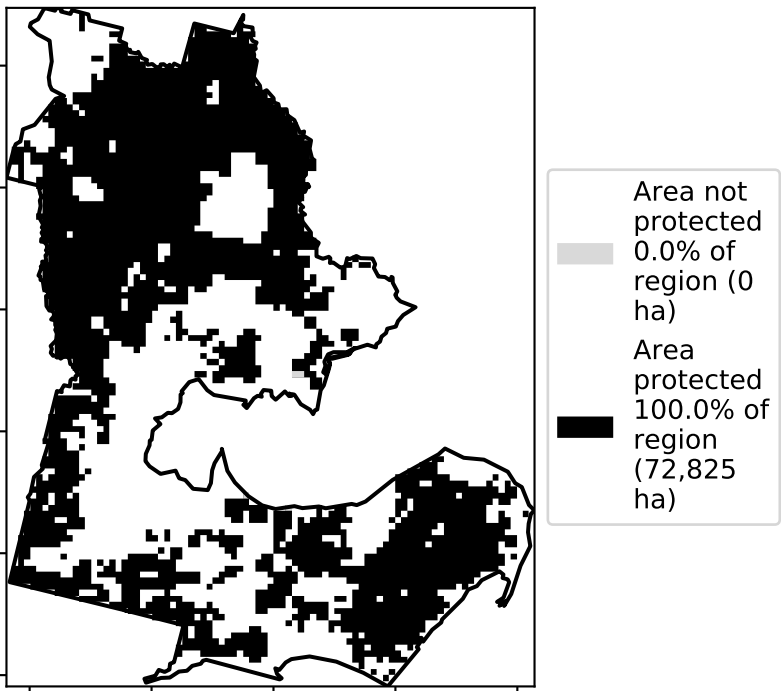 Area not
protected
0.0% of
region (0
ha)
Area
protected
100.0% of
region
(72,825
ha)